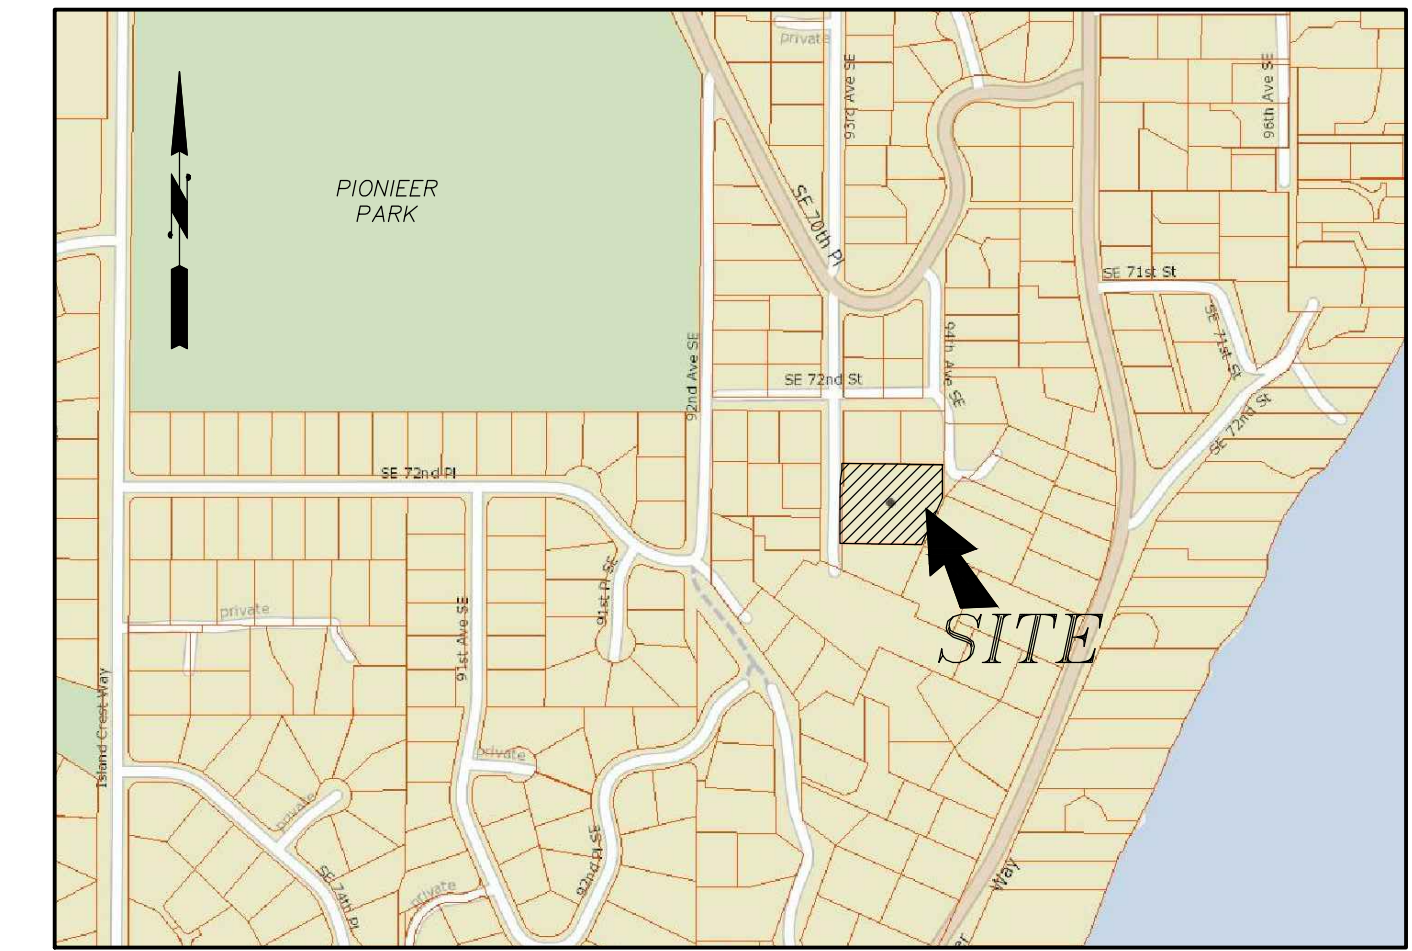 private
93rd Ave SE
96th Ave SE
N
PIONIEER
PARK
SE 70th Pl
SE 71st St
SE 71st St
92nd Ave SE
94th Ave SE
SE 72nd St
SE 72nd St
SE 72nd Pl
91st Pl SE
91st Ave SE
private
SITE
Island Crest Way
private
private
92nd Pl SE
SE 74th Pl
private
Way
er